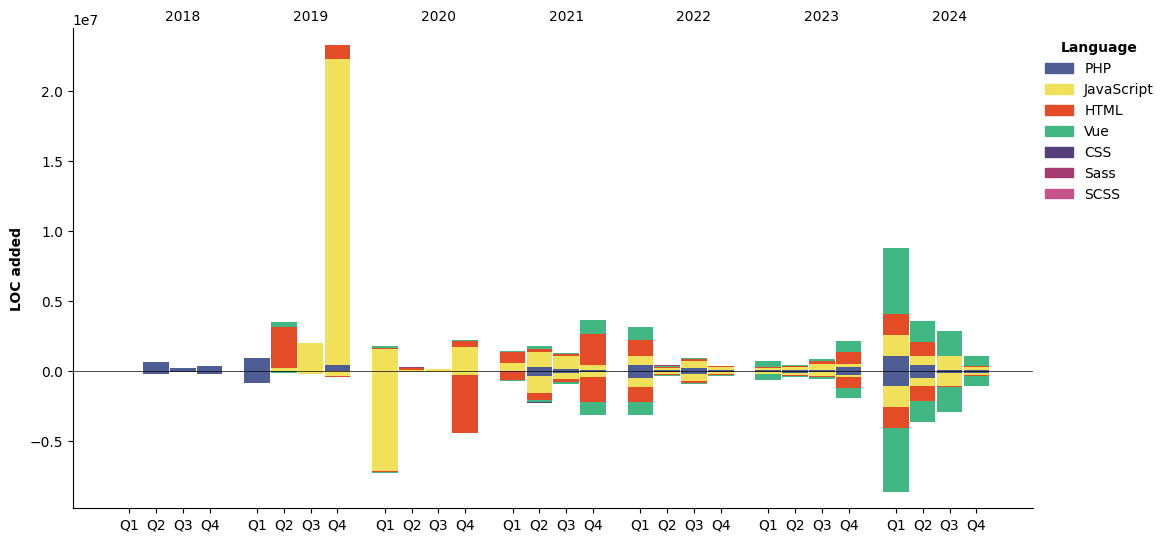 1e7
2018 2019 2020 2021 2022 2023 2024
LOC added
2.0
1.5
1.0
0.5
0.0
−0.5
Q1 Q2 Q3 Q4 Q1 Q2 Q3 Q4 Q1 Q2 Q3 Q4 Q1 Q2 Q3 Q4 Q1 Q2 Q3 Q4 Q1 Q2 Q3 Q4 Q1 Q2 Q3 Q4
Language
PHP
JavaScript
HTML
Vue
CSS
Sass
SCSS